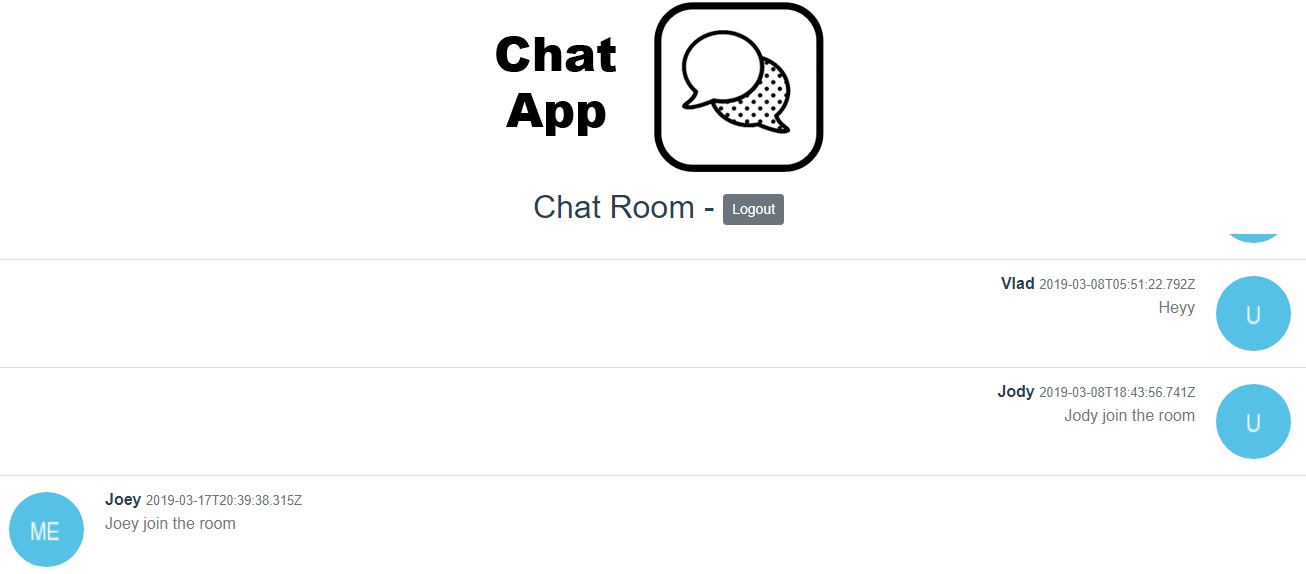 Chat
App
Chat Room - Logout
Vlad 2019-03-08T05:51:22.792Z
Heyy
U
Jody 2019-03-08T18:43:56.741Z
Jody join the room
U
ME
Joey 2019-03-17T20:39:38.315Z
Joey join the room